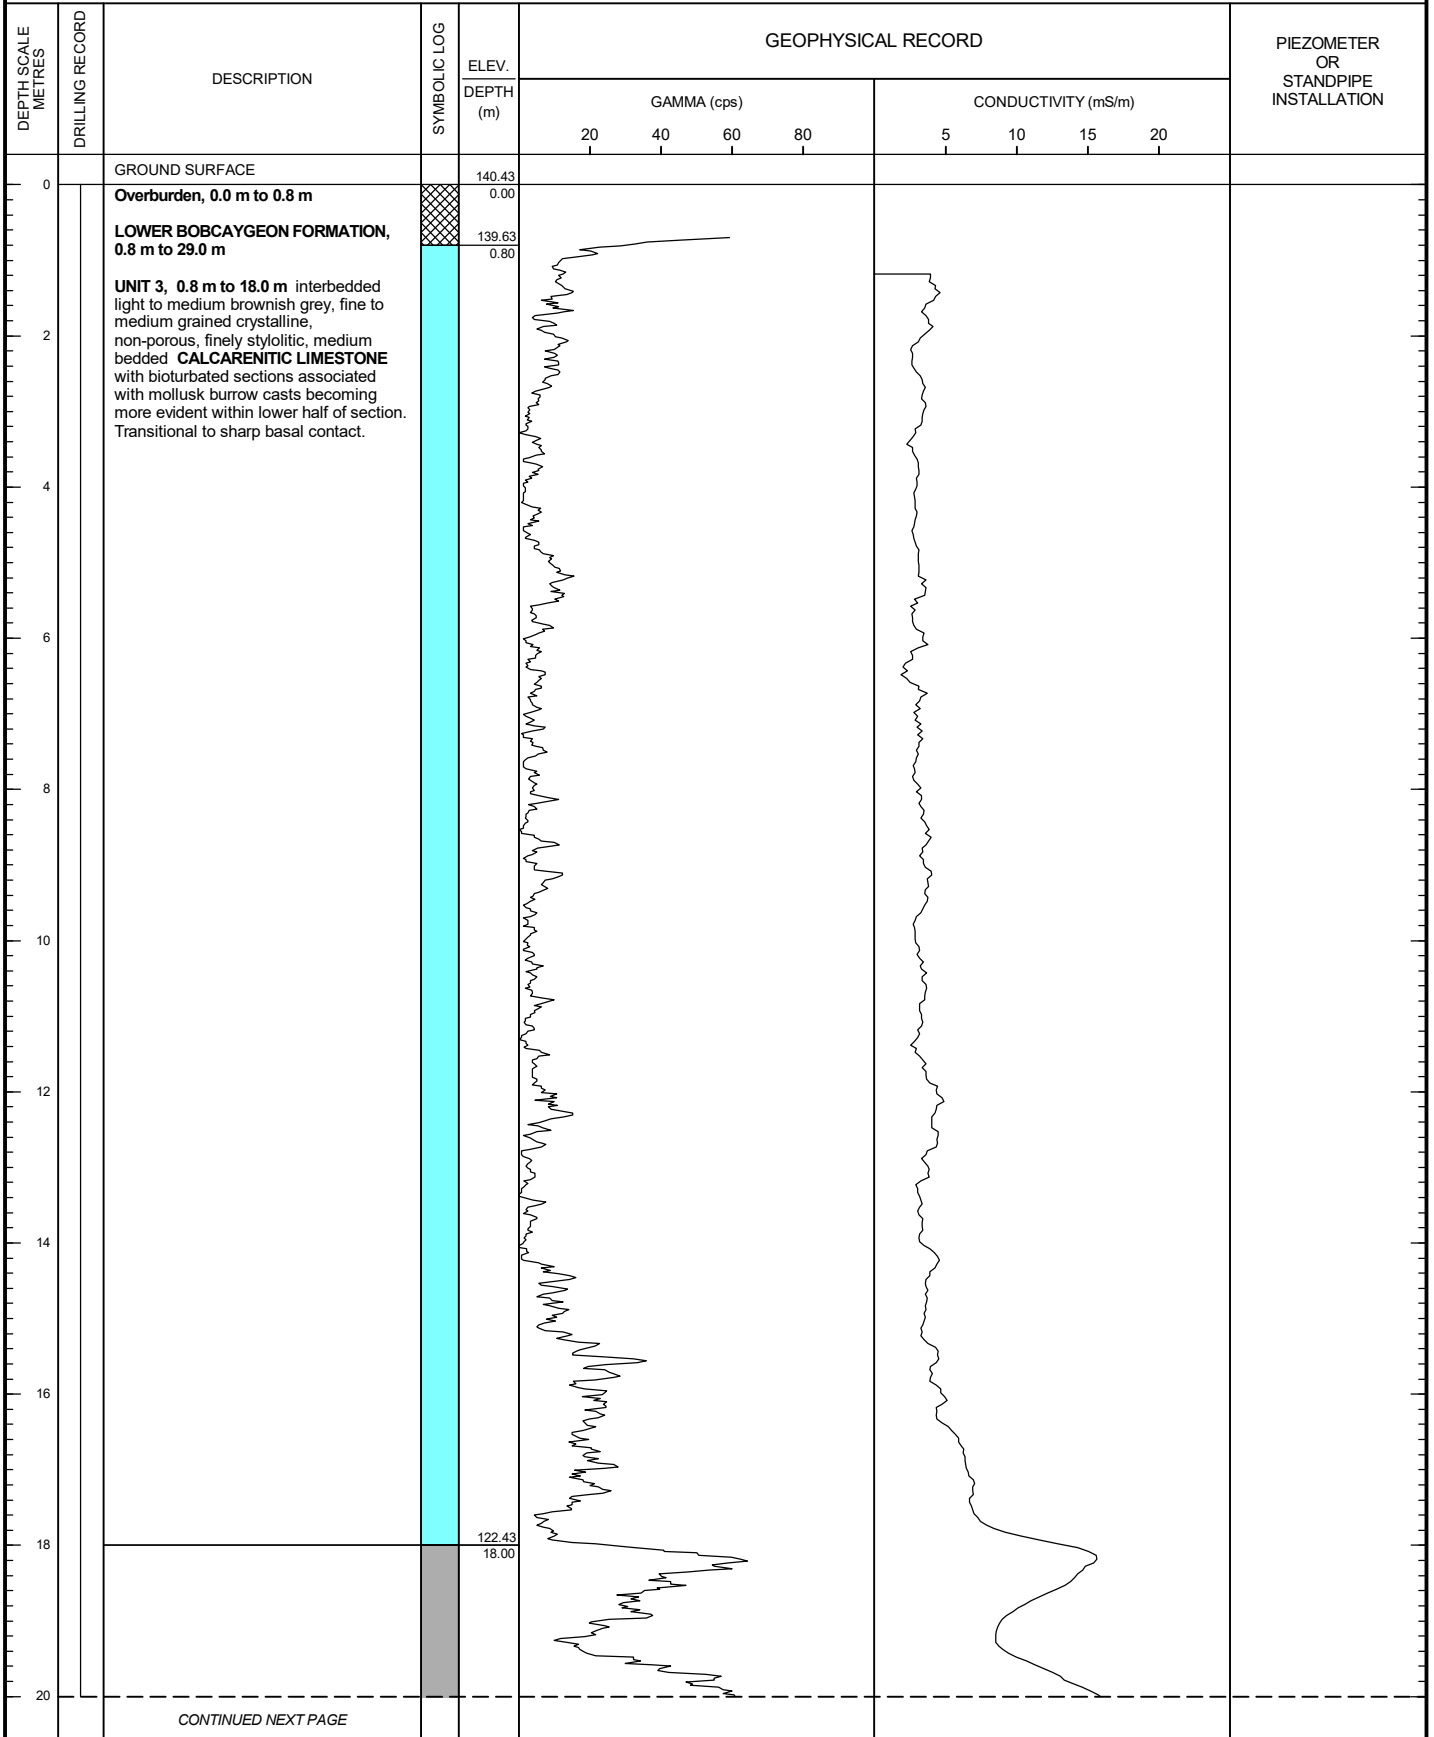 DEPTH SCALE
METRES
DRILLING RECORD
DESCRIPTION
SYMBOLIC LOG
ELEV.
DEPTH
(m)
GEOPHYSICAL RECORD
GAMMA (cps)
20 40 60 80
CONDUCTIVITY (mS/m)
5 10 15 20
PIEZOMETER
OR
STANDPIPE
INSTALLATION
GROUND SURFACE
140.43
0
0.00
Overburden, 0.0 m to 0.8 m
LOWER BOBCAYGEON FORMATION,
0.8 m to 29.0 m
139.63
0.80
UNIT 3, 0.8 m to 18.0 m interbedded
light to medium brownish grey, fine to
medium grained crystalline,
non-porous, finely stylolitic, medium
bedded CALCARENITIC LIMESTONE
with bioturbated sections associated
with mollusk burrow casts becoming
more evident within lower half of section.
Transitional to sharp basal contact.
2
4
6
8
10
12
14
16
18
122.43
18.00
20
CONTINUED NEXT PAGE